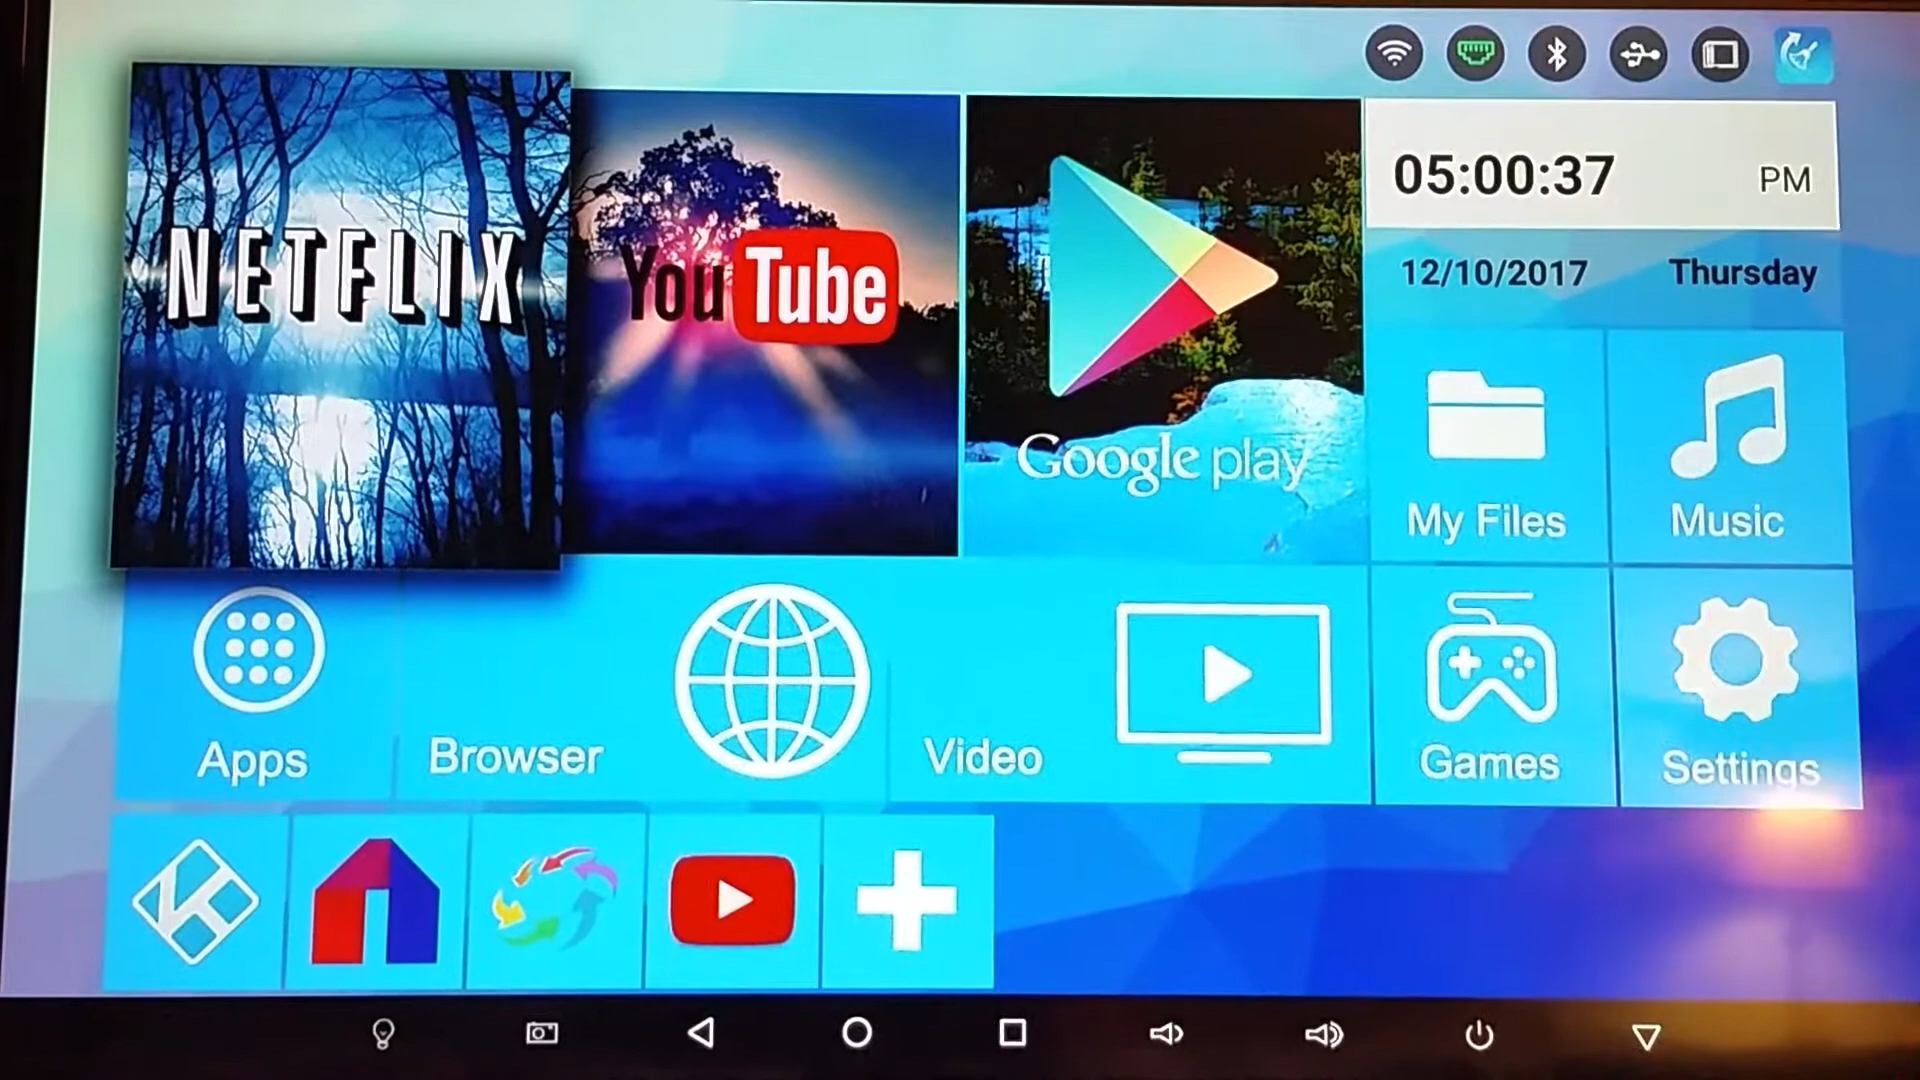 NETFLIX
YouTube
Google play
05:00:37 PM
12/10/2017 Thursday
My Files
Music
Apps
Browser
Video
Games
Settings